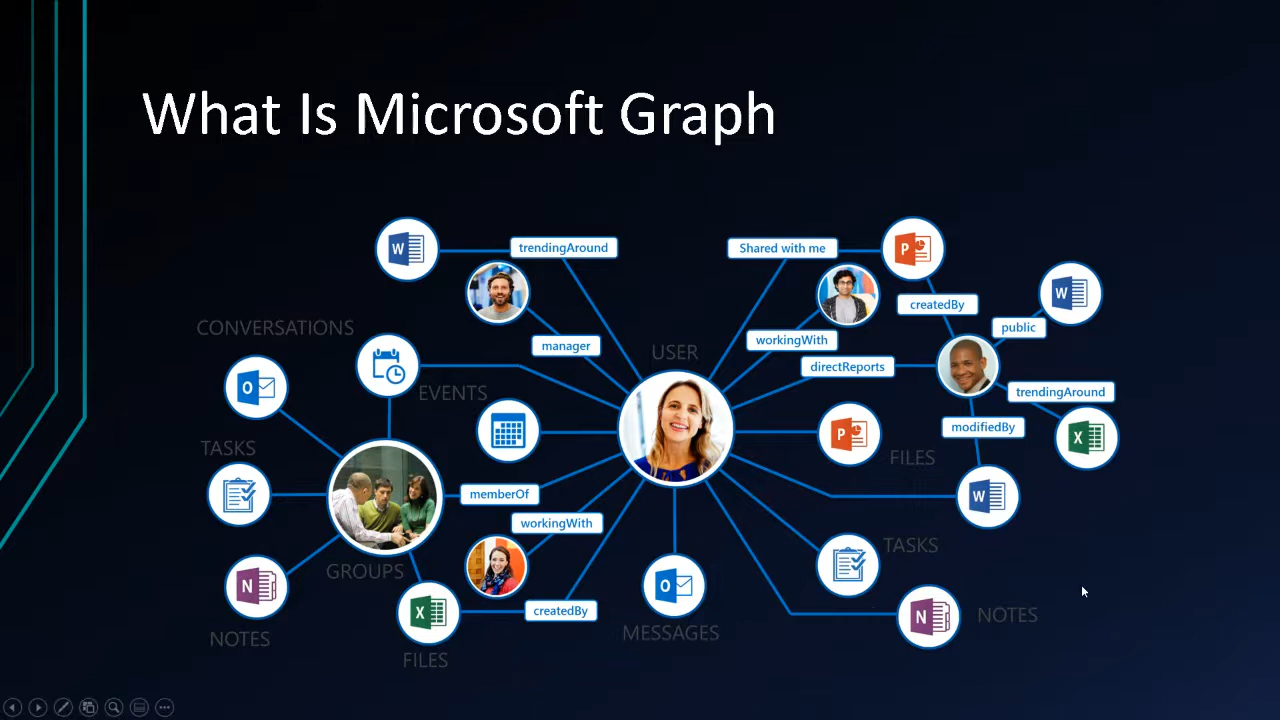 What Is Microsoft Graph
W
trendingAround
Shared with me
P
createdBy
W
public
CONVERSATIONS
manager
workingWith
USER
directReports
O
EVENTS
trendingAround
P
modifiedBy
X
TASKS
FILES
memberOf
W
workingWith
TASKS
GROUPS
N
O
X
createdBy
N
NOTES
NOTES
MESSAGES
FILES